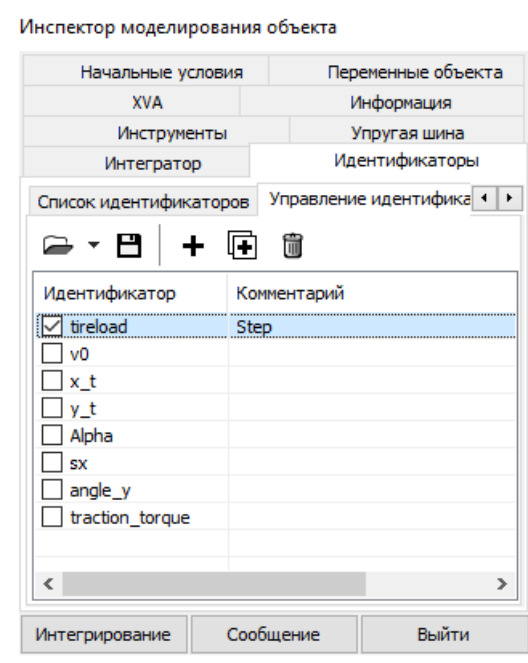 Инспектор моделирования объекта
Начальные условия Переменные объекта
XVA Информация
Инструменты Упругая шина
Интегратор Идентификаторы
Список идентификаторов Управление идентифика
Идентификатор Комментарий
tireload Step
v0
x_t
y_t
Alpha
sx
angle_y
traction_torque
Интегрирование Сообщение Выйти